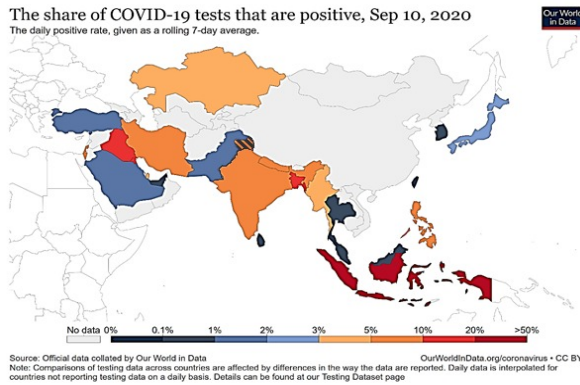 The share of COVID-19 tests that are positive, Sep 10, 2020
The daily positive rate, given as a rolling 7-day average.
Our World
in Data
No data 0% 0.1% 1% 2% 3% 5% 10% 20% >50%
Source: Official data collated by Our World in Data
OurWorldInData.org/coronavirus • CC BY
Note: Comparisons of testing data across countries are affected by differences in the way the data are reported. Daily data is interpolated for
countries not reporting testing data on a daily basis. Details can be found at our Testing Dataset page